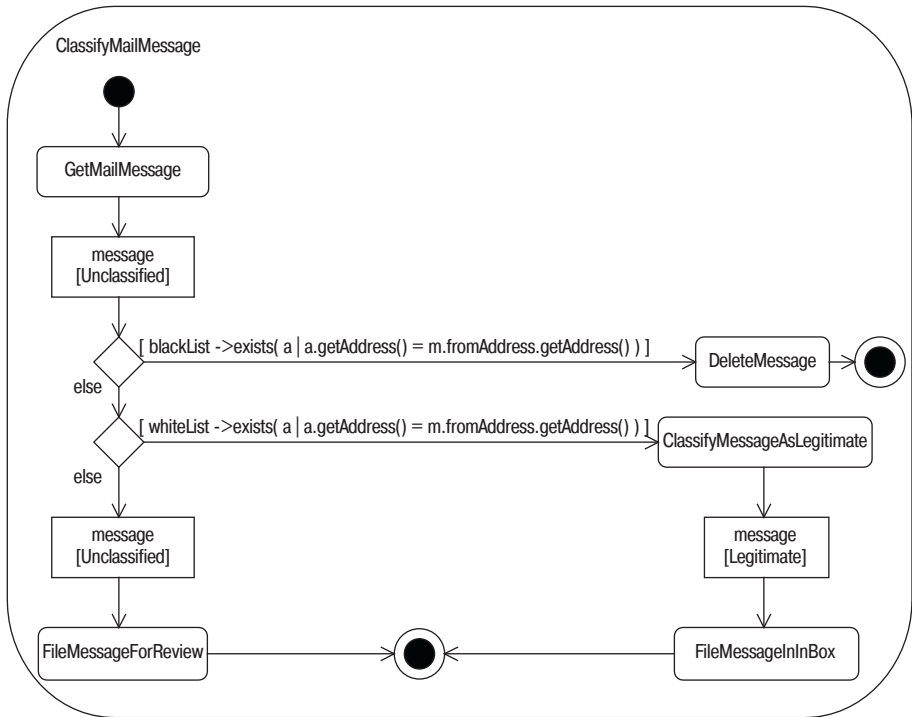 ClassifyMailMessage
GetMailMessage
message
[Unclassified]
[ blackList ->exists( a | a.getAddress() = m.fromAddress.getAddress() ) ]
DeleteMessage
else
[ whiteList ->exists( a | a.getAddress() = m.fromAddress.getAddress() ) ]
ClassifyMessageAsLegitimate
else
message
[Unclassified]
message
[Legitimate]
FileMessageForReview
FileMessageInInBox